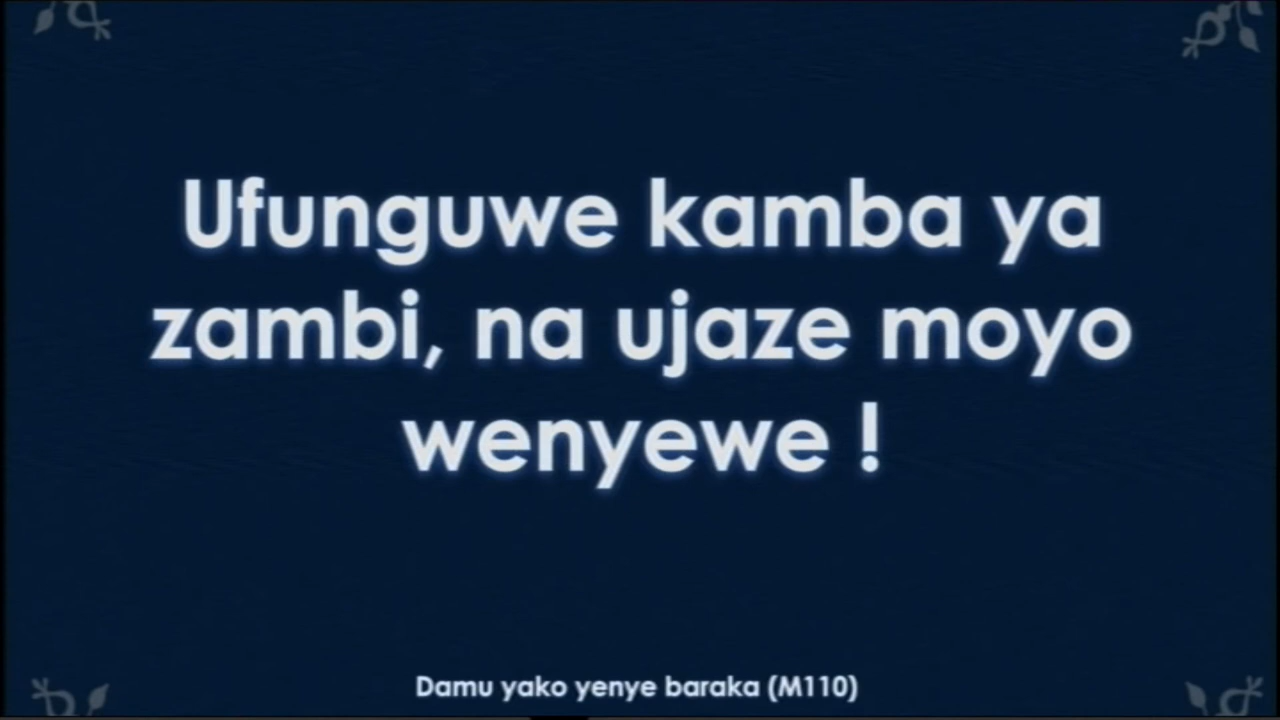 Ufunguwe kamba ya
zambi, na ujaze moyo
wenyewe !
Damu yako yenye baraka (M110)